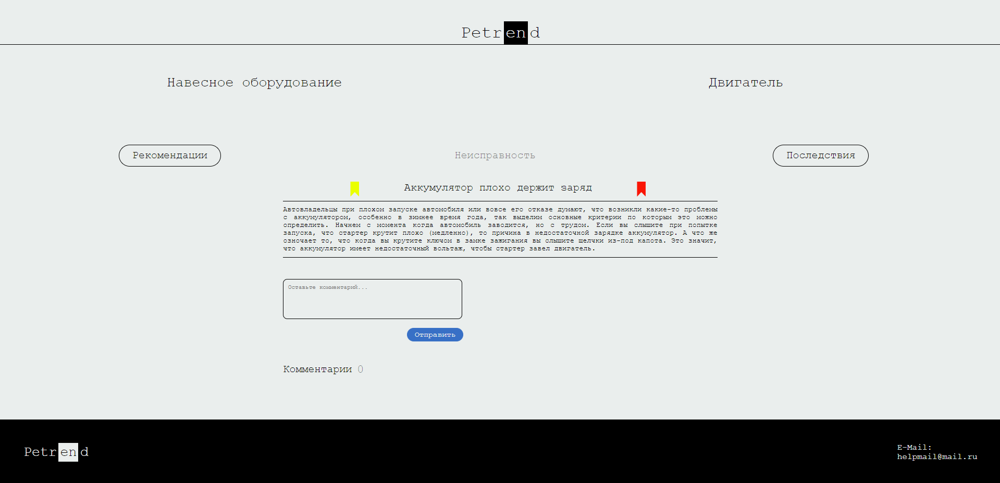 Petrend
Навесное оборудование
Двигатель
Рекомендации
Неисправность
Последствия
Аккумулятор плохо держит заряд
Автовладельцы при плохом запуске автомобиля или вовсе его отказе думают, что возникли какие-то проблемы
с аккумулятором, особенно в зимнее время года, так выделим основные критерии по которым это можно
определить. Начнем с момента когда автомобиль заводится, но с трудом. Если вы слышите при попытке
запуска, что стартер крутит плохо (медленно), то причина в недостаточной зарядке аккумулятор. А что же
озночает то, что когда вы крутите ключом в замке зажигания вы слышите щелчки из-под капота. Это значит,
что аккумулятор имеет недостаточный вольтаж, чтобы стартер завел двигатель.
Оставьте комментарий...
Отправить
Комментарии 0
Petrend
E-Mail:
helpmail@mail.ru